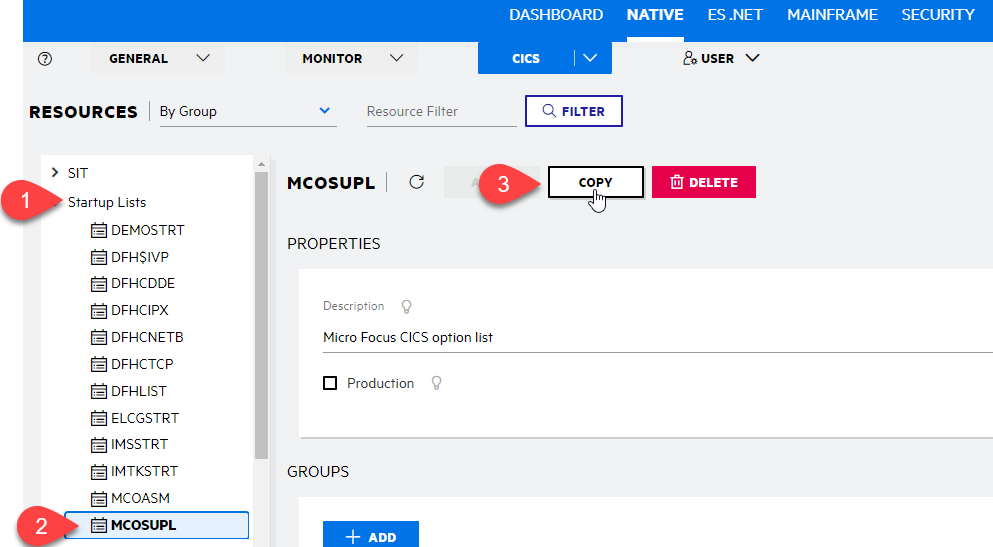 DASHBOARD NATIVE ES .NET MAINFRAME SECURITY
GENERAL MONITOR CICS USER
RESOURCES By Group Resource Filter FILTER
SIT
1 Startup Lists
DEMOSTRT
DFH$IVP
DFHCDDE
DFHCIPX
DFHCNETB
DFHCTCP
DFHLIST
ELCGSTRT
IMSSTRT
IMTKSTRT
MCOASM
2 MCOSUPL
MCOSUPL 3 COPY DELETE
PROPERTIES
Description
Micro Focus CICS option list
Production
GROUPS
ADD